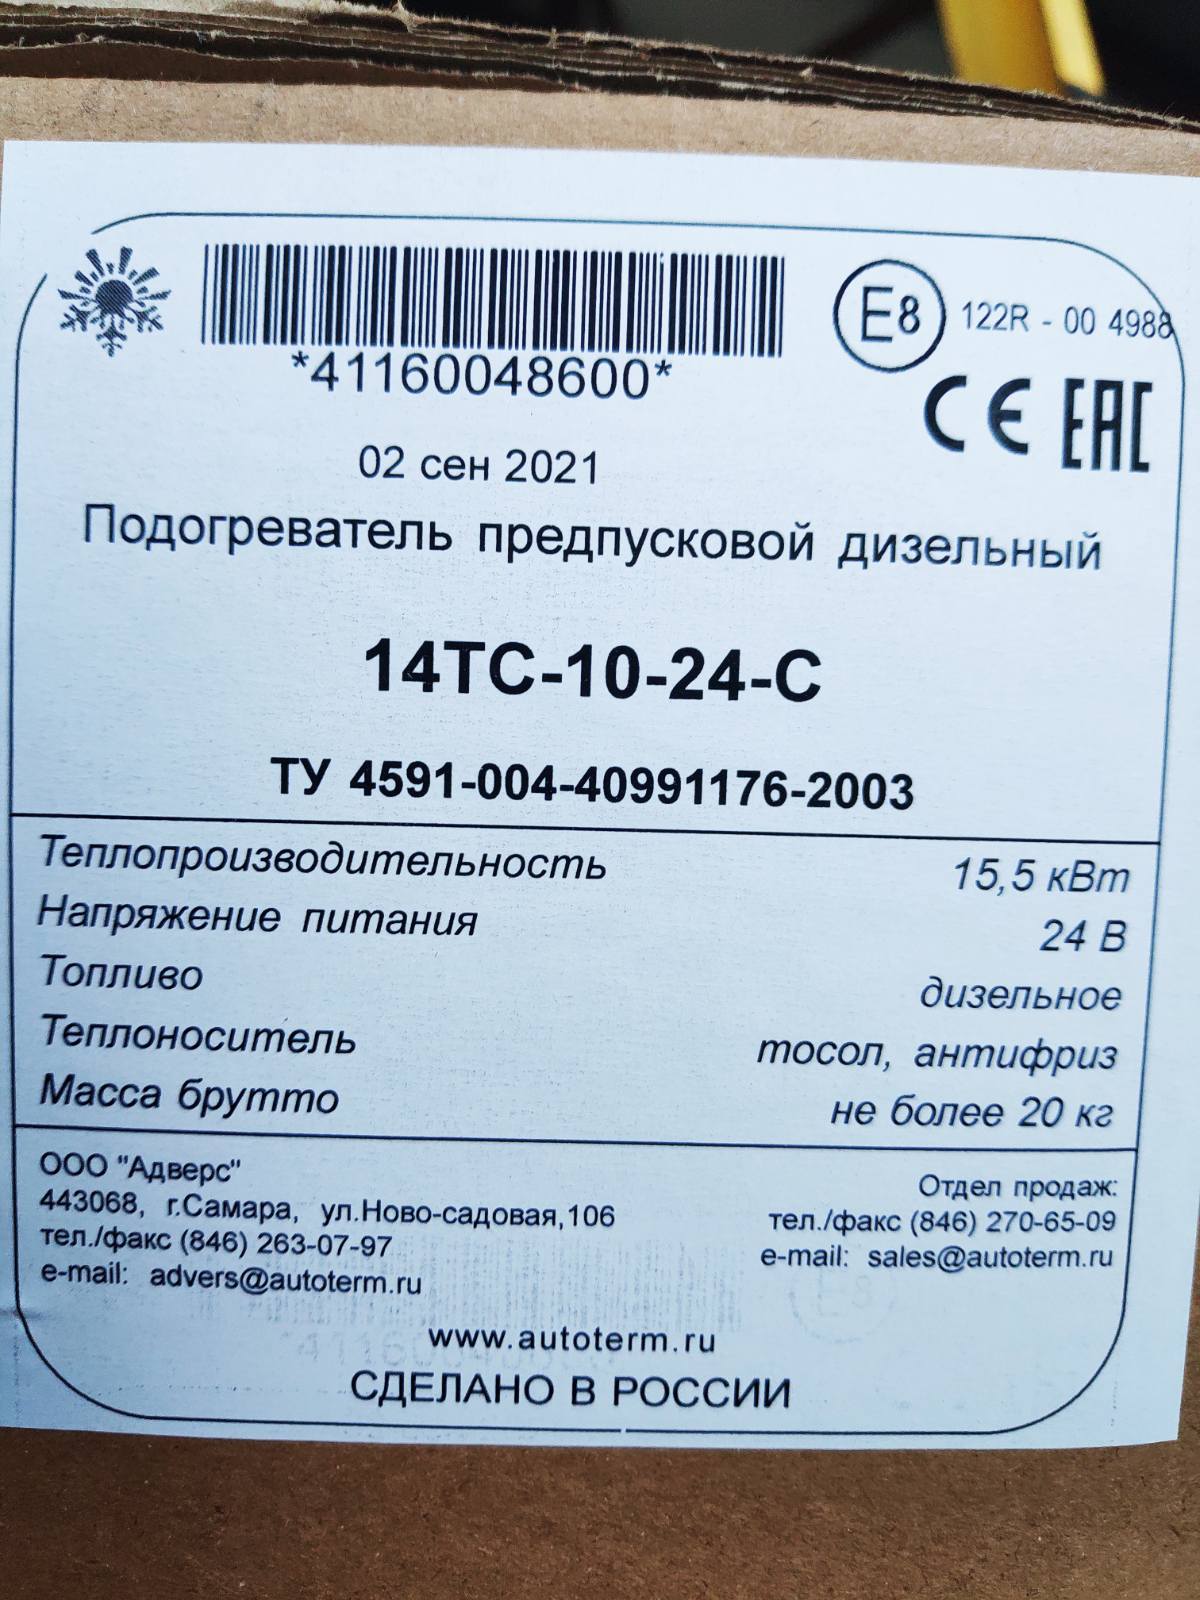 *41160048600*
E8 122R - 00 4988
CE EAC
02 сен 2021
Подогреватель предпусковой дизельный
14ТС-10-24-С
ТУ 4591-004-40991176-2003
Теплопроизводительность 15,5 кВт
Напряжение питания 24 В
Топливо дизельное
Теплоноситель тосол, антифриз
Масса брутто не более 20 кг
ООО "Адверс"
443068, г.Самара, ул.Ново-садовая,106
тел./факс (846) 263-07-97
e-mail: advers@autoterm.ru
Отдел продаж:
тел./факс (846) 270-65-09
e-mail: sales@autoterm.ru
www.autoterm.ru
СДЕЛАНО В РОССИИ